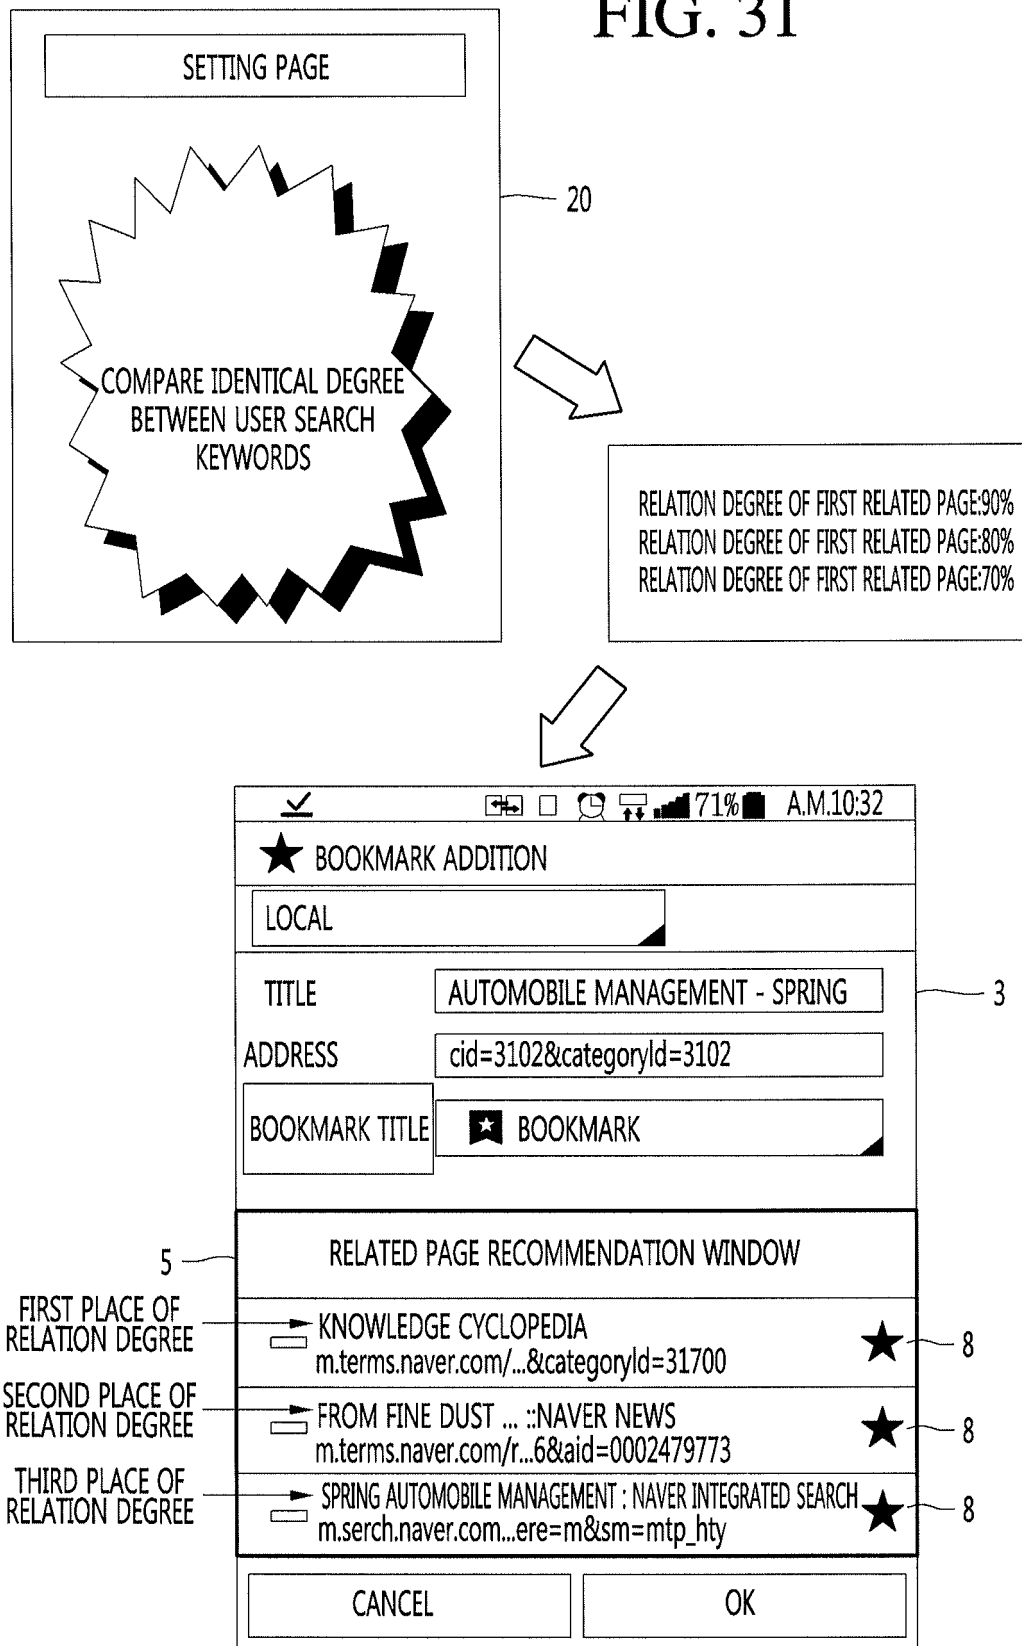 FIG. 31
SETTING PAGE
20
COMPARE IDENTICAL DEGREE
BETWEEN USER SEARCH
KEYWORDS
RELATION DEGREE OF FIRST RELATED PAGE:90%
RELATION DEGREE OF FIRST RELATED PAGE:80%
RELATION DEGREE OF FIRST RELATED PAGE:70%
71% A.M.10:32
BOOKMARK ADDITION
LOCAL
TITLE AUTOMOBILE MANAGEMENT - SPRING
3
ADDRESS cid=3102&categoryId=3102
BOOKMARK TITLE BOOKMARK
5
RELATED PAGE RECOMMENDATION WINDOW
FIRST PLACE OF
RELATION DEGREE
KNOWLEDGE CYCLOPEDIA
m.terms.naver.com/...&categoryId=31700
8
SECOND PLACE OF
RELATION DEGREE
FROM FINE DUST ... ::NAVER NEWS
m.terms.naver.com/r...6&aid=0002479773
8
THIRD PLACE OF
RELATION DEGREE
SPRING AUTOMOBILE MANAGEMENT : NAVER INTEGRATED SEARCH
m.serch.naver.com...ere=m&sm=mtp_hty
8
CANCEL OK